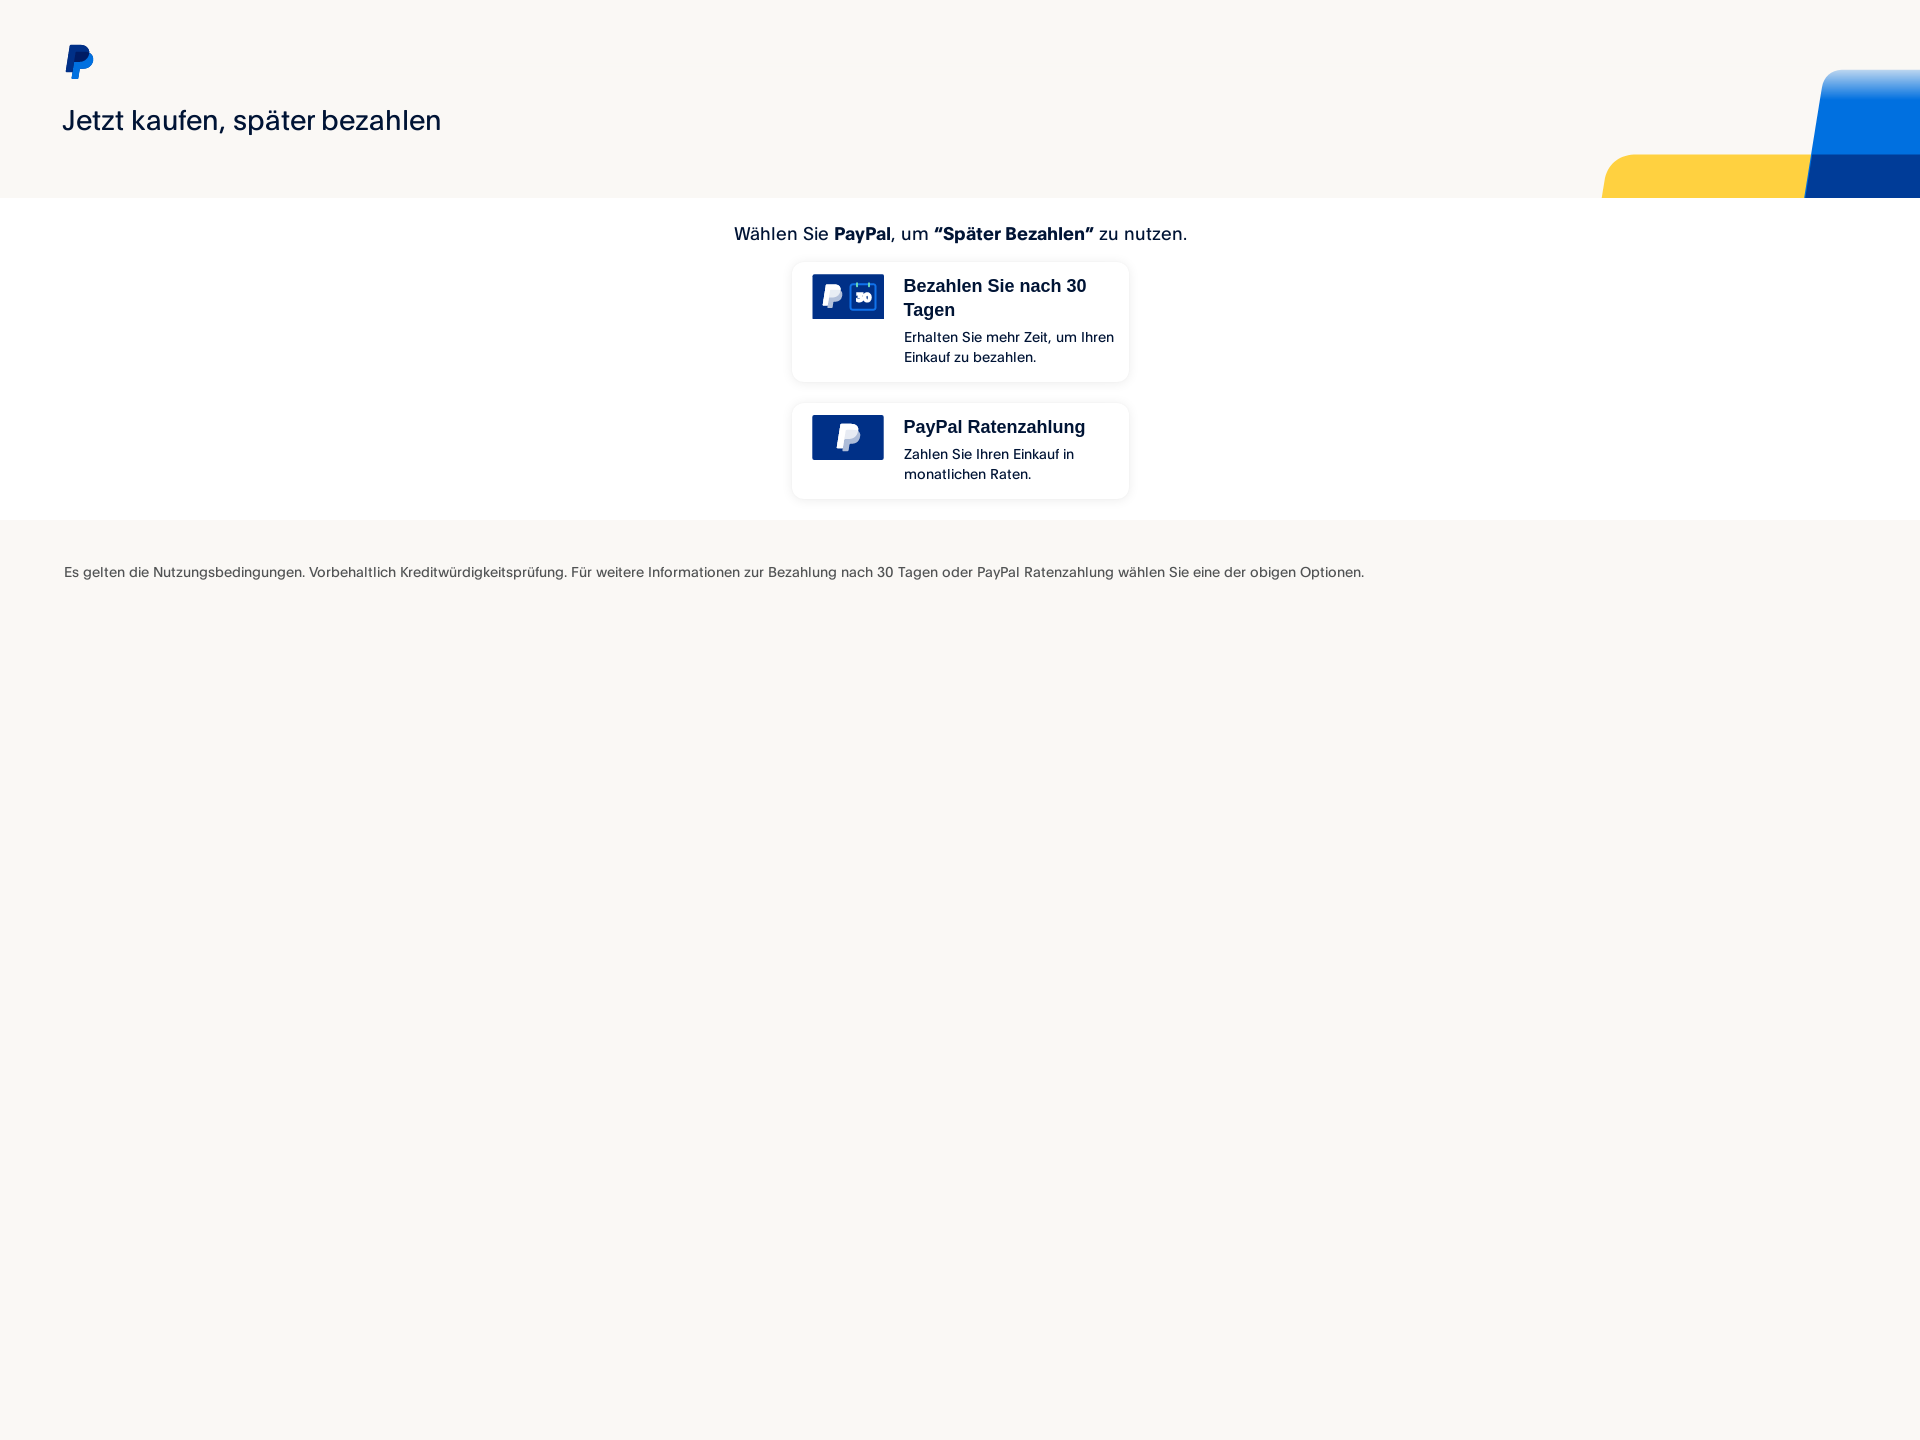 Jetzt kaufen, später bezahlen
Wählen Sie PayPal, um “Später Bezahlen” zu nutzen.
30
Bezahlen Sie nach 30
Tagen
Erhalten Sie mehr Zeit, um Ihren
Einkauf zu bezahlen.
PayPal Ratenzahlung
Zahlen Sie Ihren Einkauf in
monatlichen Raten.
Es gelten die Nutzungsbedingungen. Vorbehaltlich Kreditwürdigkeitsprüfung. Für weitere Informationen zur Bezahlung nach 30 Tagen oder PayPal Ratenzahlung wählen Sie eine der obigen Optionen.